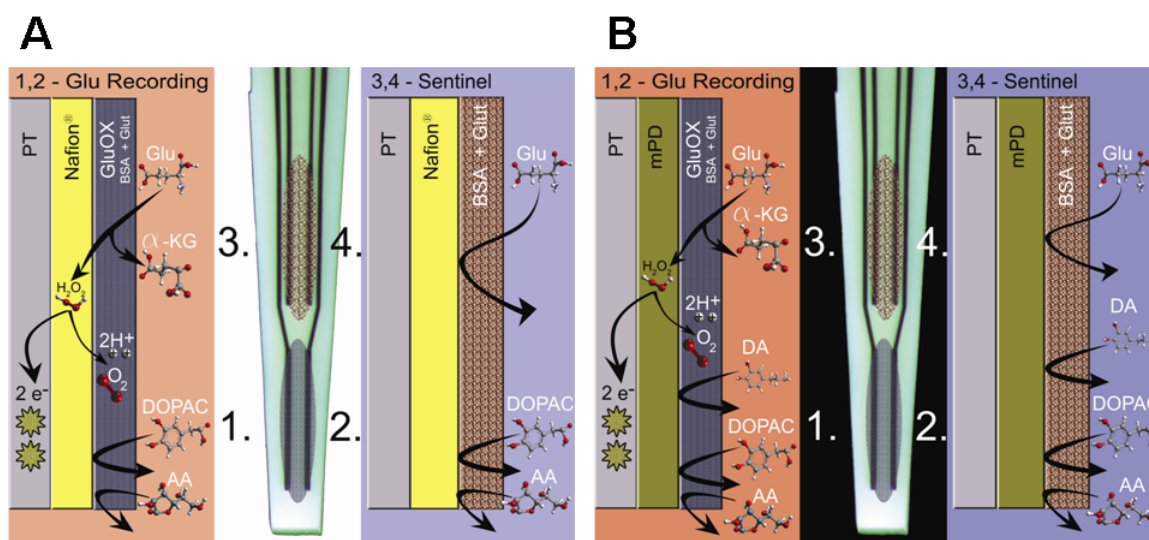 A
1,2 - Glu Recording
PT
Nafion®
GluOX
BSA + Glut
Glu
α-KG
H2O2
2H+
O2
2 e-
DOPAC
AA
3.
4.
1.
2.
3,4 - Sentinel
PT
Nafion®
BSA + Glut
Glu
DOPAC
AA
B
1,2 - Glu Recording
PT
mPD
GluOX
BSA + Glut
Glu
α-KG
H2O2
2H+
O2
2 e-
DA
DOPAC
AA
3.
4.
1.
2.
3,4 - Sentinel
PT
mPD
BSA + Glut
Glu
DA
DOPAC
AA